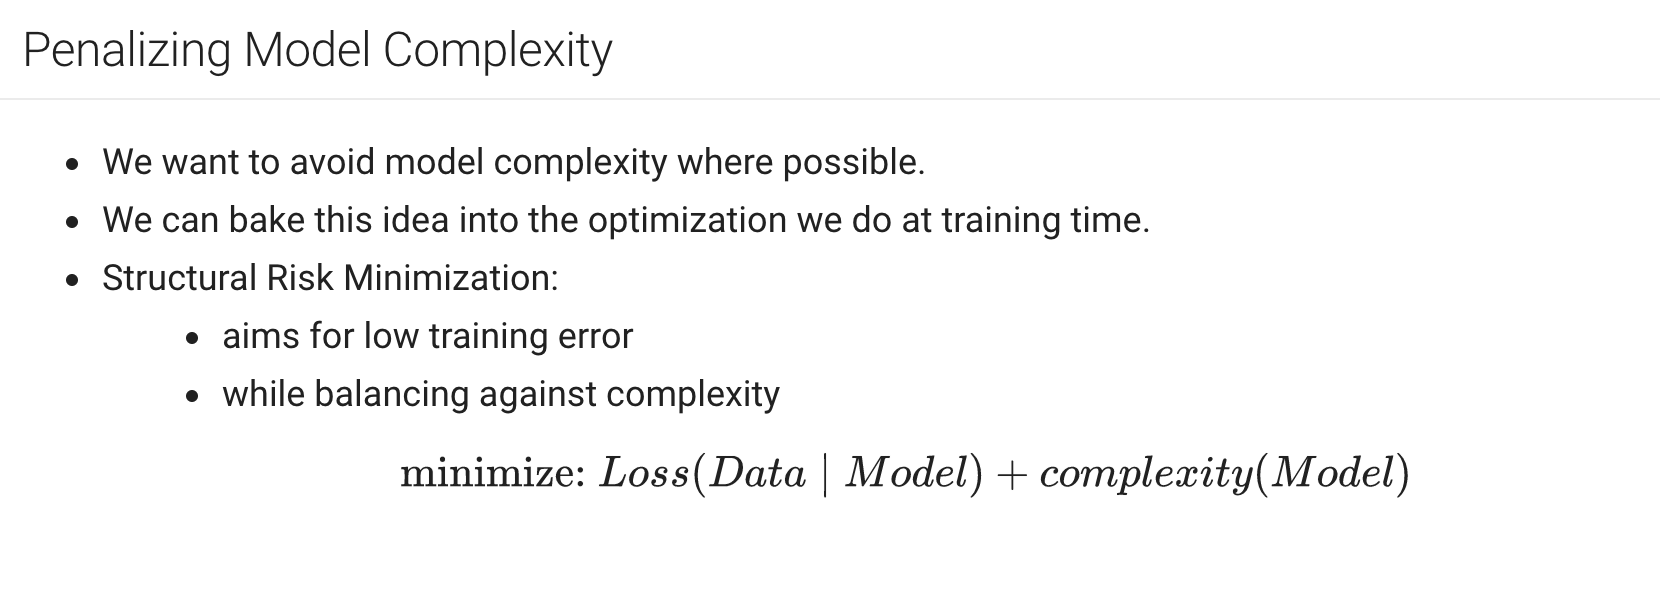 Penalizing Model Complexity
• We want to avoid model complexity where possible.
• We can bake this idea into the optimization we do at training time.
• Structural Risk Minimization:
• aims for low training error
• while balancing against complexity
minimize: Loss(Data | Model) + complexity(Model)